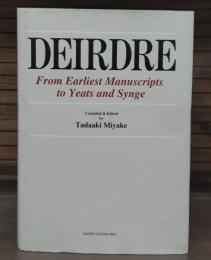 DEIRDRE
From Earliest Manuscripts
to Yeats and Synge
Compiled & Edited
by
Tadaaki Miyake